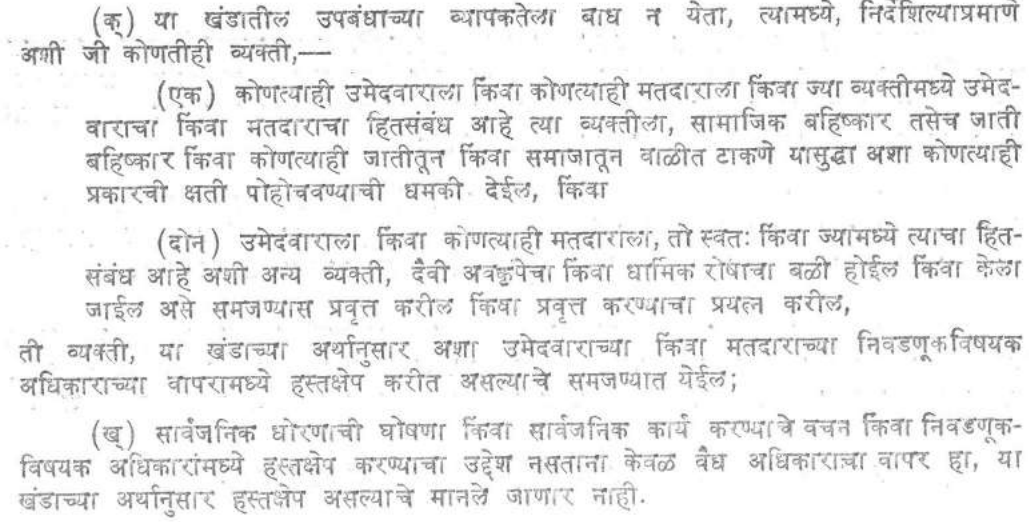 (क) या खंडातील उपबंधाच्या व्यापकतेला बाध न येता, त्यामध्ये, निर्देशिल्याप्रमाणे
अशी जी कोणतीही व्यक्ती,—
(एक) कोणत्याही उमेदवाराला किंवा कोणत्याही मतदाराला किंवा ज्या व्यक्तीमध्ये उमेद-
वाराचा किंवा मतदाराचा हितसंबंध आहे त्या व्यक्तीला, सामाजिक बहिष्कार तसेच जाती
बहिष्कार किंवा कोणत्याही जातीतून किंवा समाजातून वाळीत टाकणे यासुद्धा अशा कोणत्याही
प्रकारची क्षती पोहोचवण्याची धमकी देईल, किंवा
(दोन) उमेदवाराला किंवा कोणत्याही मतदाराला, तो स्वतः किंवा ज्यामध्ये त्याचा हित-
संबंध आहे अशी अन्य व्यक्ती, दैवी अवकृपेचा किंवा धार्मिक रोषाचा बळी होईल किंवा केला
जाईल असे समजण्यास प्रवृत्त करील किंवा प्रवृत्त करण्याचा प्रयत्न करील,
ती व्यक्ती, या खंडाच्या अर्थानुसार अशा उमेदवाराच्या किंवा मतदाराच्या निवडणूकविषयक
अधिकाराच्या वापरामध्ये हस्तक्षेप करीत असल्याचे समजण्यात येईल;
(ख) सार्वजनिक धोरणाची घोषणा किंवा सार्वजनिक कार्य करण्याचे वचन किंवा निवडणूक-
विषयक अधिकारांमध्ये हस्तक्षेप करण्याचा उद्देश नसताना केवळ वैध अधिकाराचा वापर हा, या
खंडाच्या अर्थानुसार हस्तक्षेप असल्याचे मानले जाणार नाही.